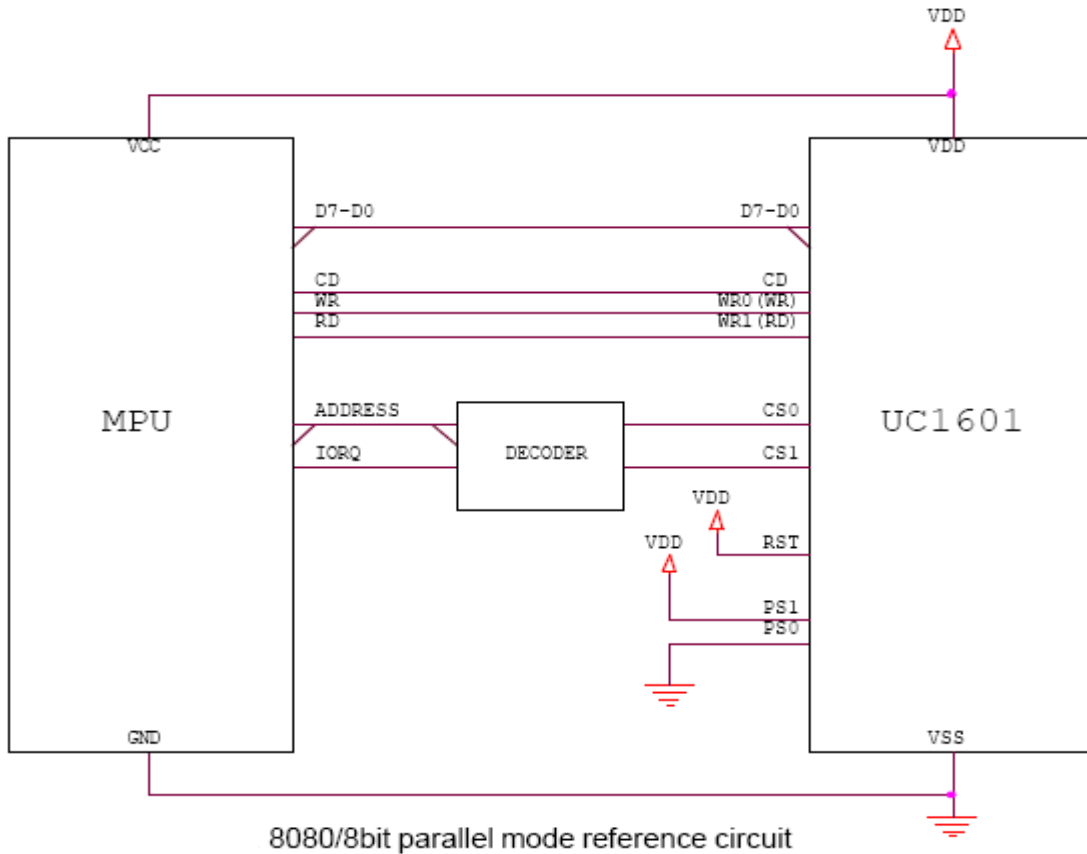 VDD
VCC
VDD
D7-D0
D7-D0
CD
CD
WR
WR0(WR)
RD
WR1(RD)
ADDRESS
CS0
MPU
DECODER
UC1601
IORQ
CS1
VDD
RST
VDD
PS1
PS0
GND
VSS
8080/8bit parallel mode reference circuit